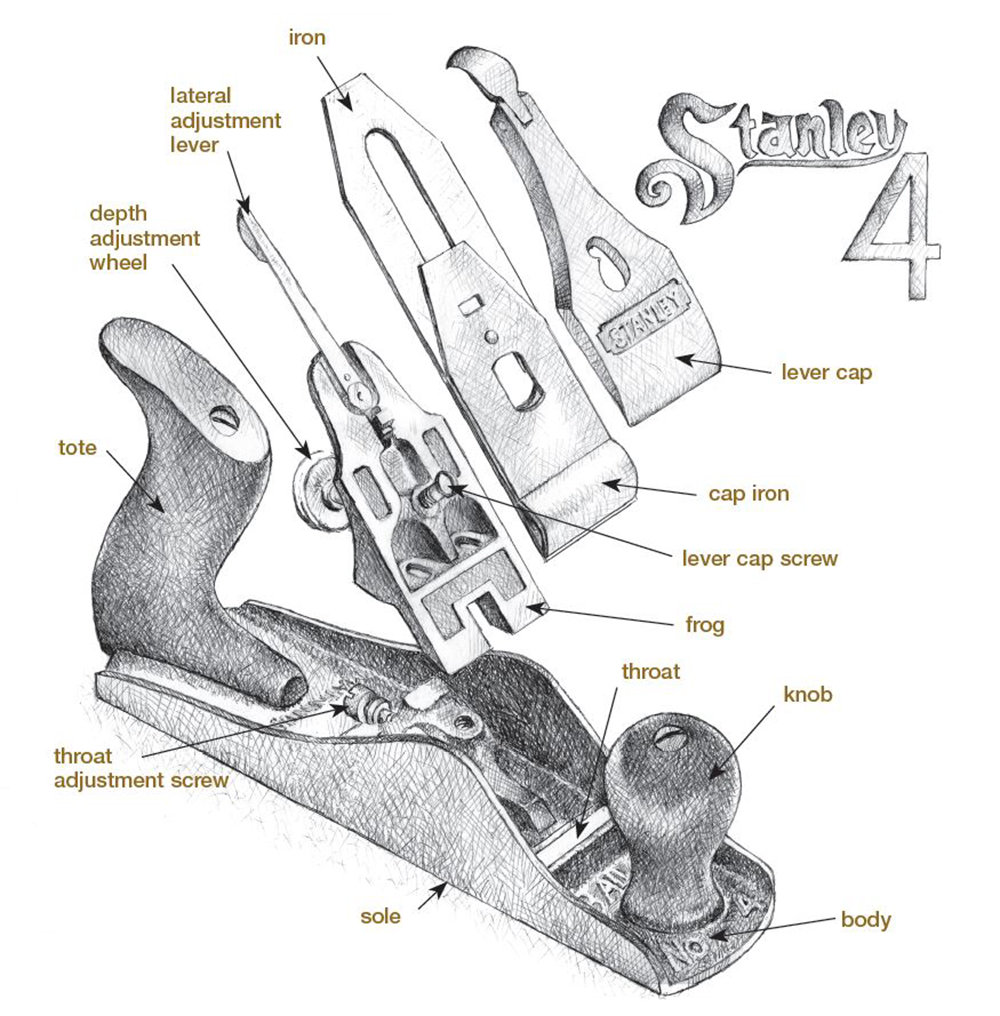 iron
lateral
adjustment
lever
Stanley
4
depth
adjustment
wheel
STANLEY
lever cap
tote
cap iron
lever cap screw
frog
throat
knob
throat
adjustment screw
BAIL
4
No
sole
body